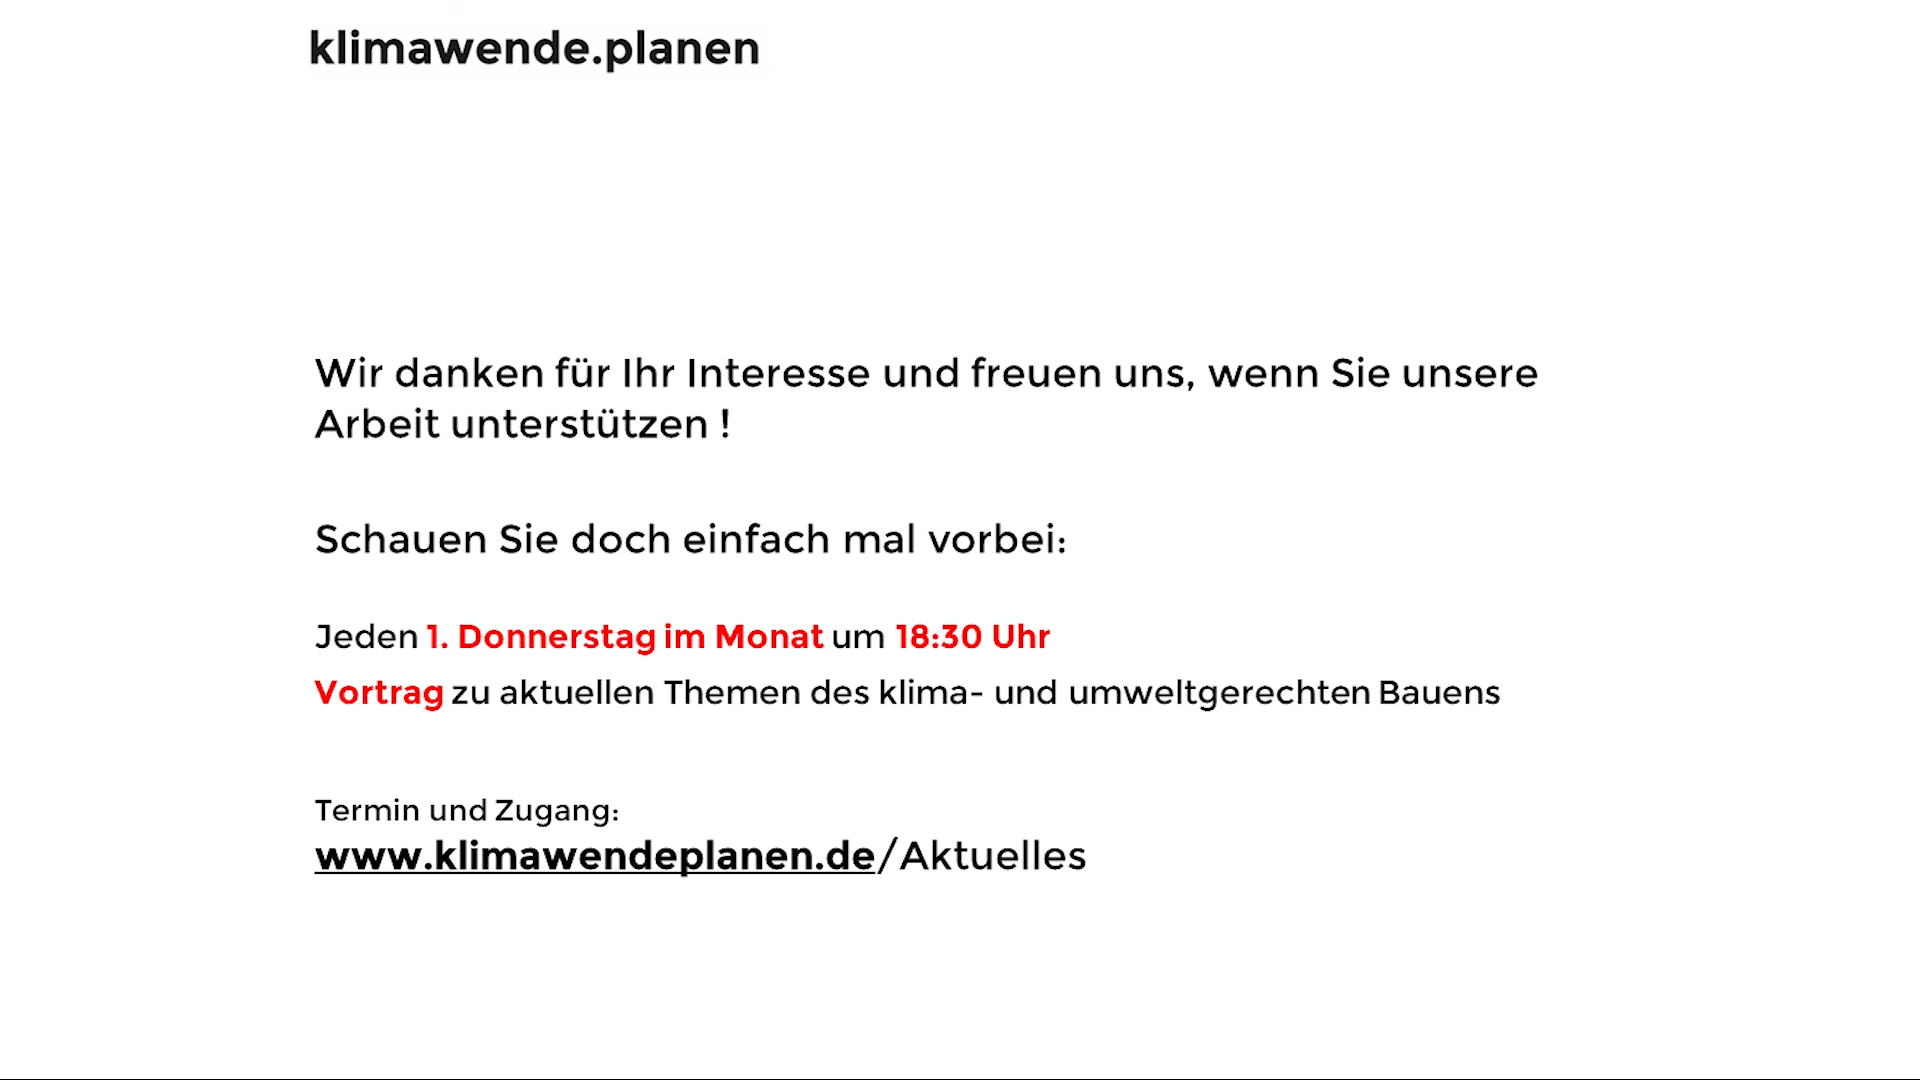 klimawende.planen
Wir danken für Ihr Interesse und freuen uns, wenn Sie unsere
Arbeit unterstützen !
Schauen Sie doch einfach mal vorbei:
Jeden 1. Donnerstag im Monat um 18:30 Uhr
Vortrag zu aktuellen Themen des klima- und umweltgerechten Bauens
Termin und Zugang:
www.klimawendeplanen.de/Aktuelles